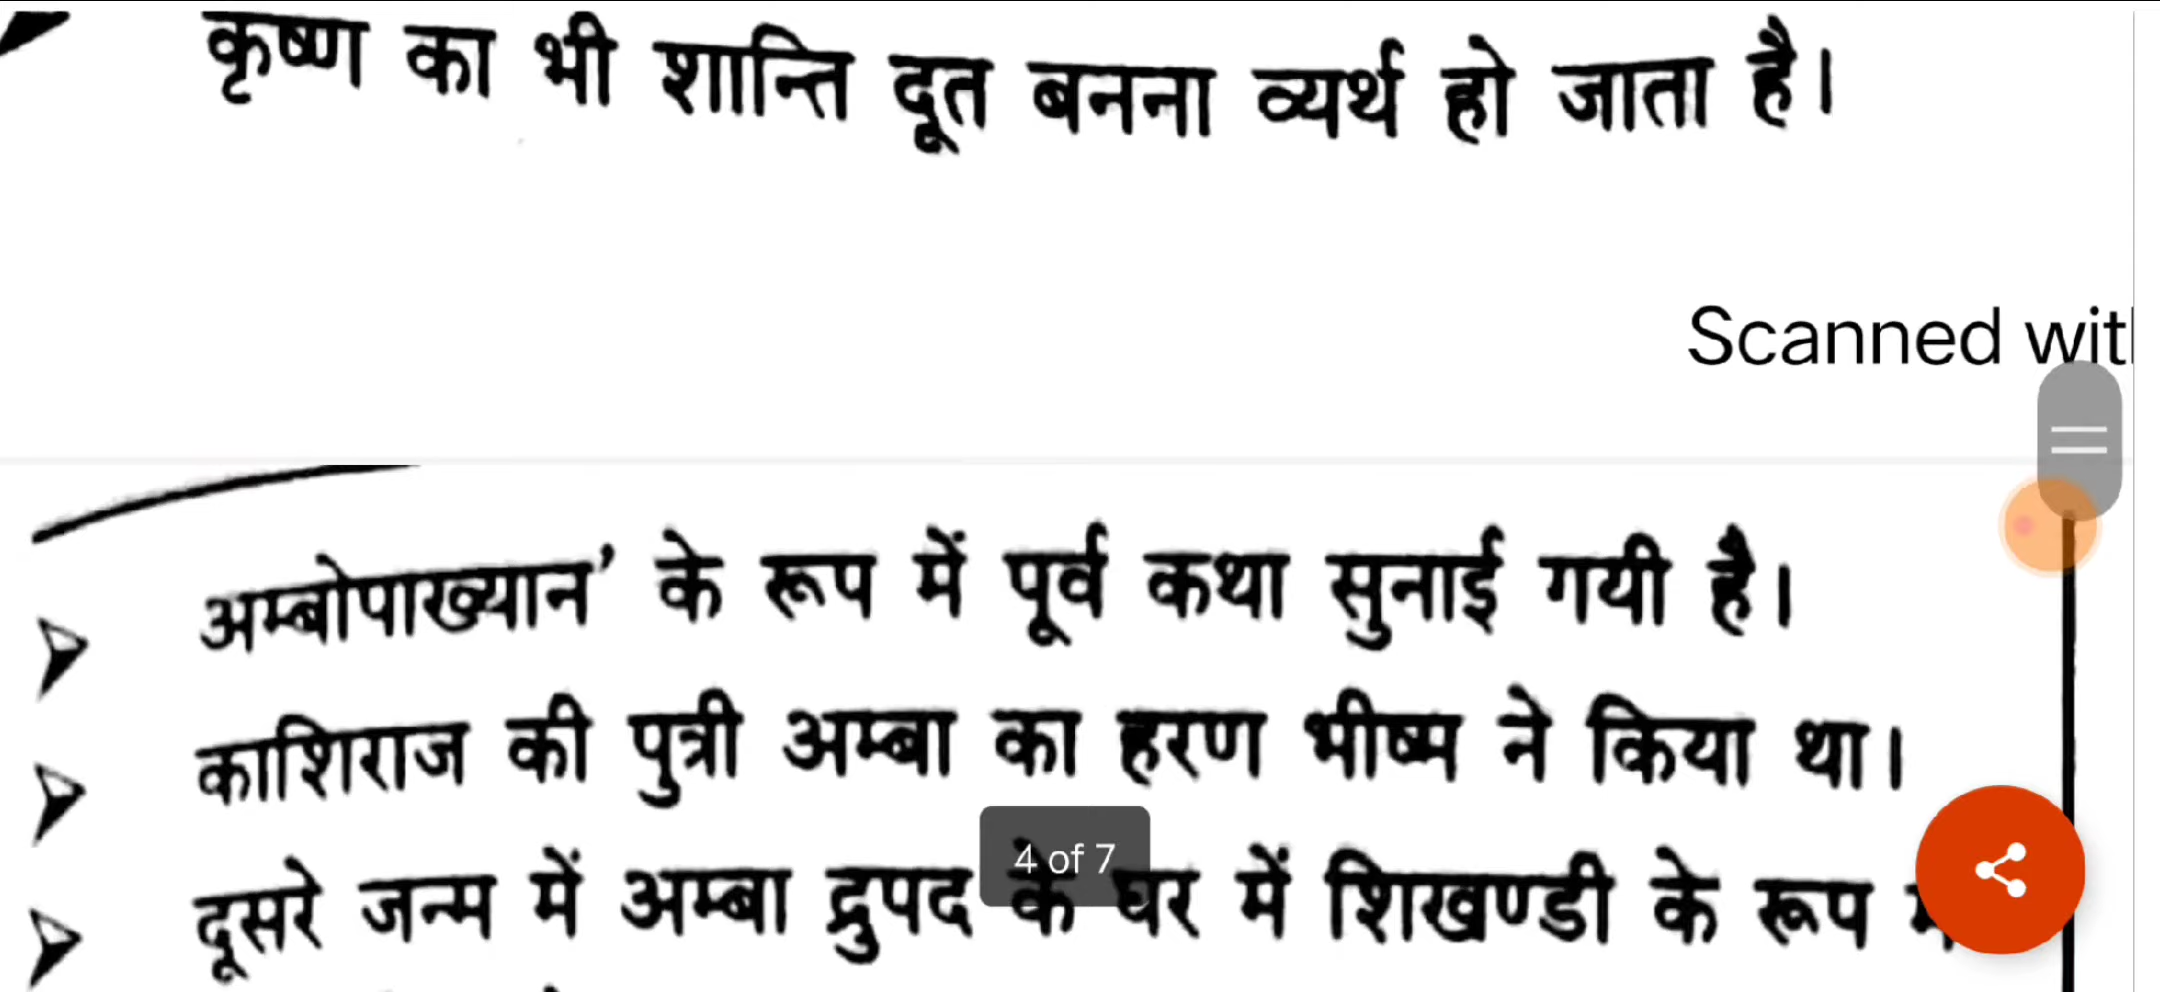 कृष्ण का भी शान्ति दूत बनना व्यर्थ हो जाता है।
Scanned wit
अम्बोपाख्यान’ के रूप में पूर्व कथा सुनाई गयी है।
काशिराज की पुत्री अम्बा का हरण भीष्म ने किया था।
4 of 7
दूसरे जन्म में अम्बा द्रुपद के घर में शिखण्डी के रूप